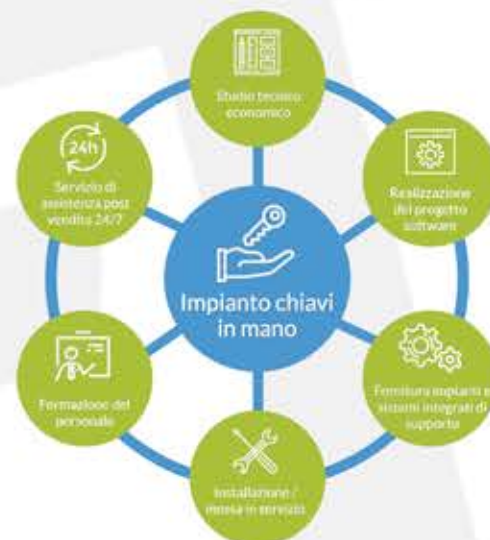 Studio tecnico
economico
24h
Servizio di
assistenza post
vendita 24/7
Realizzazione
del progetto
software
Impianto chiavi
in mano
Formazione del
personale
Fornitura impianti e
sistemi integrati di
supporto
Installazione /
messa in servizio